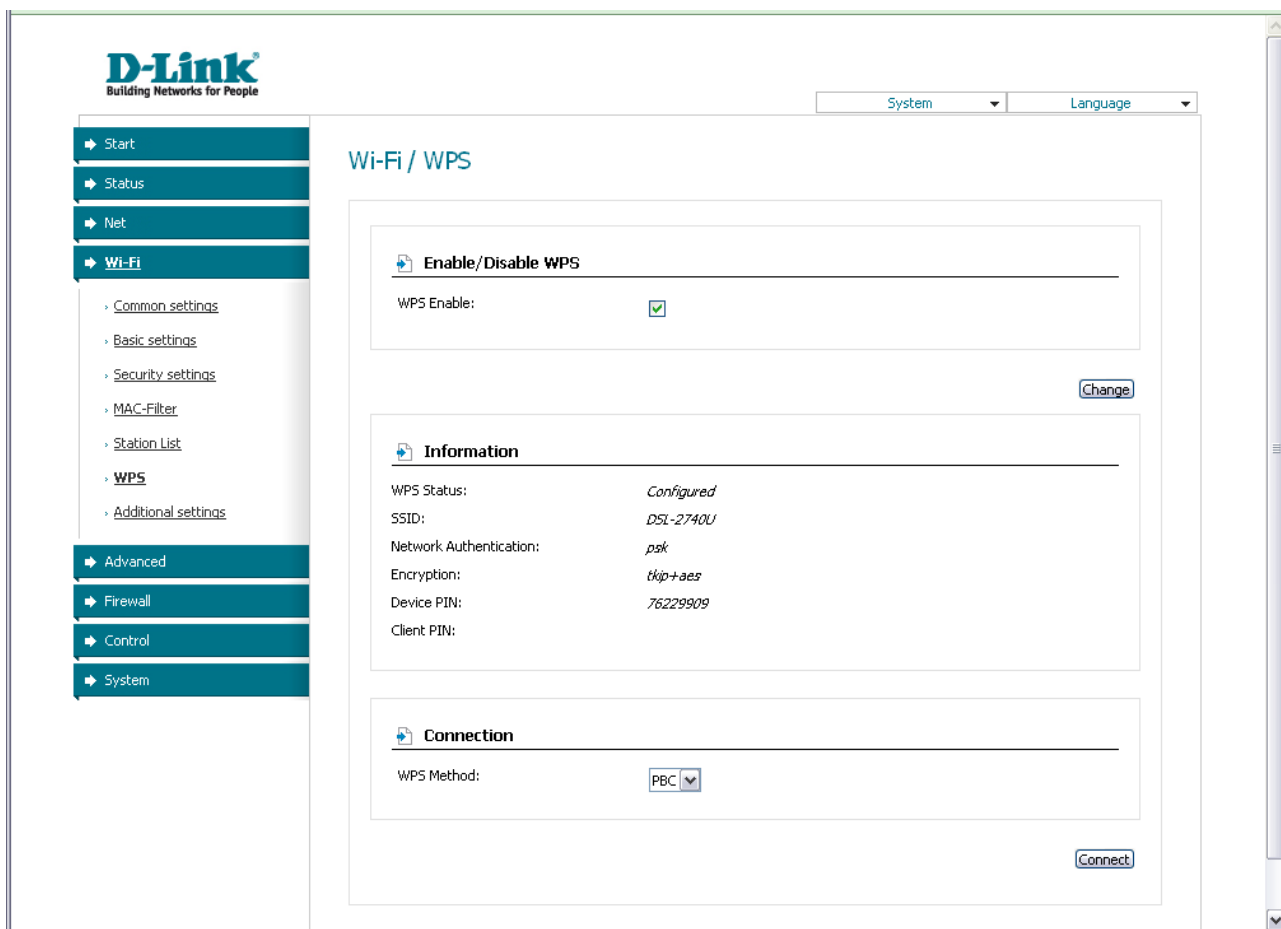 D-Link®
Building Networks for People
System
Language
Start
Status
Net
Wi-Fi
Common settings
Basic settings
Security settings
MAC-Filter
Station List
WPS
Additional settings
Advanced
Firewall
Control
System
Wi-Fi / WPS
Enable/Disable WPS
WPS Enable:
Change
Information
WPS Status: Configured
SSID: DSL-2740U
Network Authentication: psk
Encryption: tkip+aes
Device PIN: 76229909
Client PIN:
Connection
WPS Method: PBC
Connect